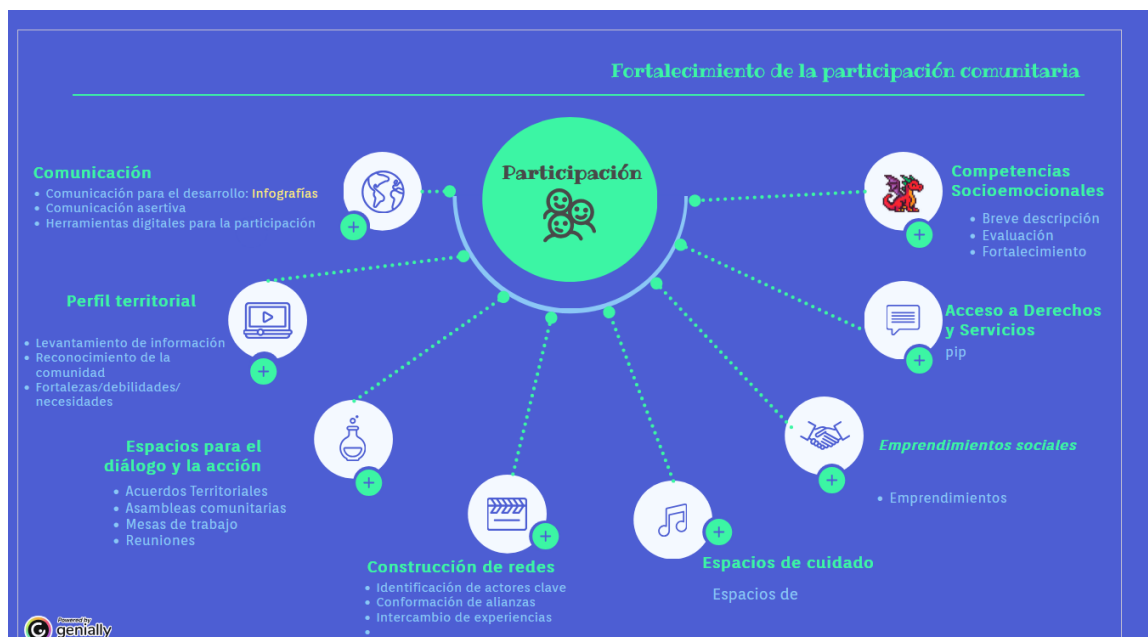 Fortalecimiento de la participación comunitaria
Participación
Comunicación
Comunicación para el desarrollo: Infografías
Comunicación asertiva
Herramientas digitales para la participación
Perfil territorial
Levantamiento de información
Reconocimiento de la
comunidad
Fortalezas/debilidades/
necesidades
Espacios para el
diálogo y la acción
Acuerdos Territoriales
Asambleas comunitarias
Mesas de trabajo
Reuniones
Construcción de redes
Identificación de actores clave
Conformación de alianzas
Intercambio de experiencias
Espacios de cuidado
Espacios de
Emprendimientos sociales
Emprendimientos
Acceso a Derechos
y Servicios
pip
Competencias
Socioemocionales
Breve descripción
Evaluación
Fortalecimiento
Powered by
genially